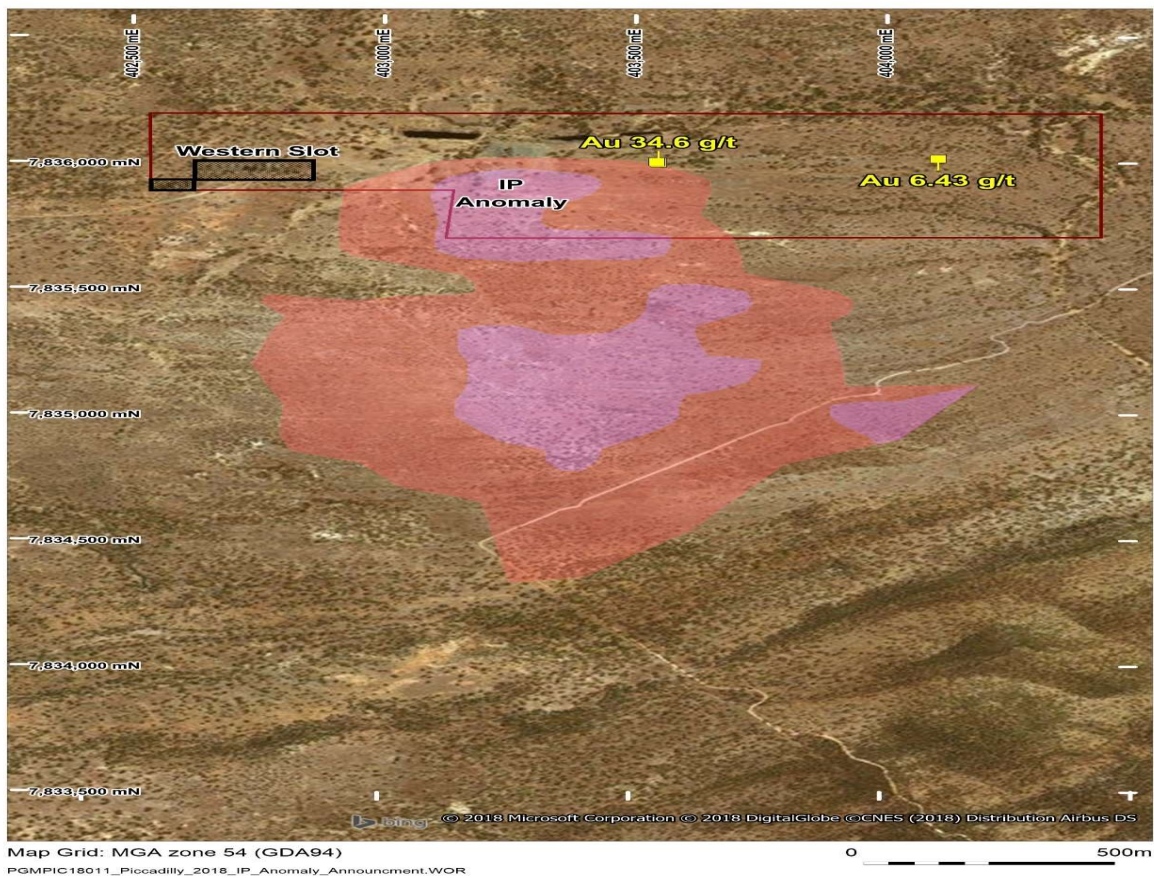 402,500 mE
403,000 mE
403,500 mE
404,000 mE
7,836,000 mN
Western Slot
Au 34.6 g/t
IP
Anomaly
Au 6.43 g/t
7,835,500 mN
7,835,000 mN
7,834,500 mN
7,834,000 mN
7,833,500 mN
bing
© 2018 Microsoft Corporation © 2018 DigitalGlobe ©CNES (2018) Distribution Airbus DS
Map Grid: MGA zone 54 (GDA94)
0 500m
PGMPIC18011_Piccadilly_2018_IP_Anomaly_Announcment.WOR